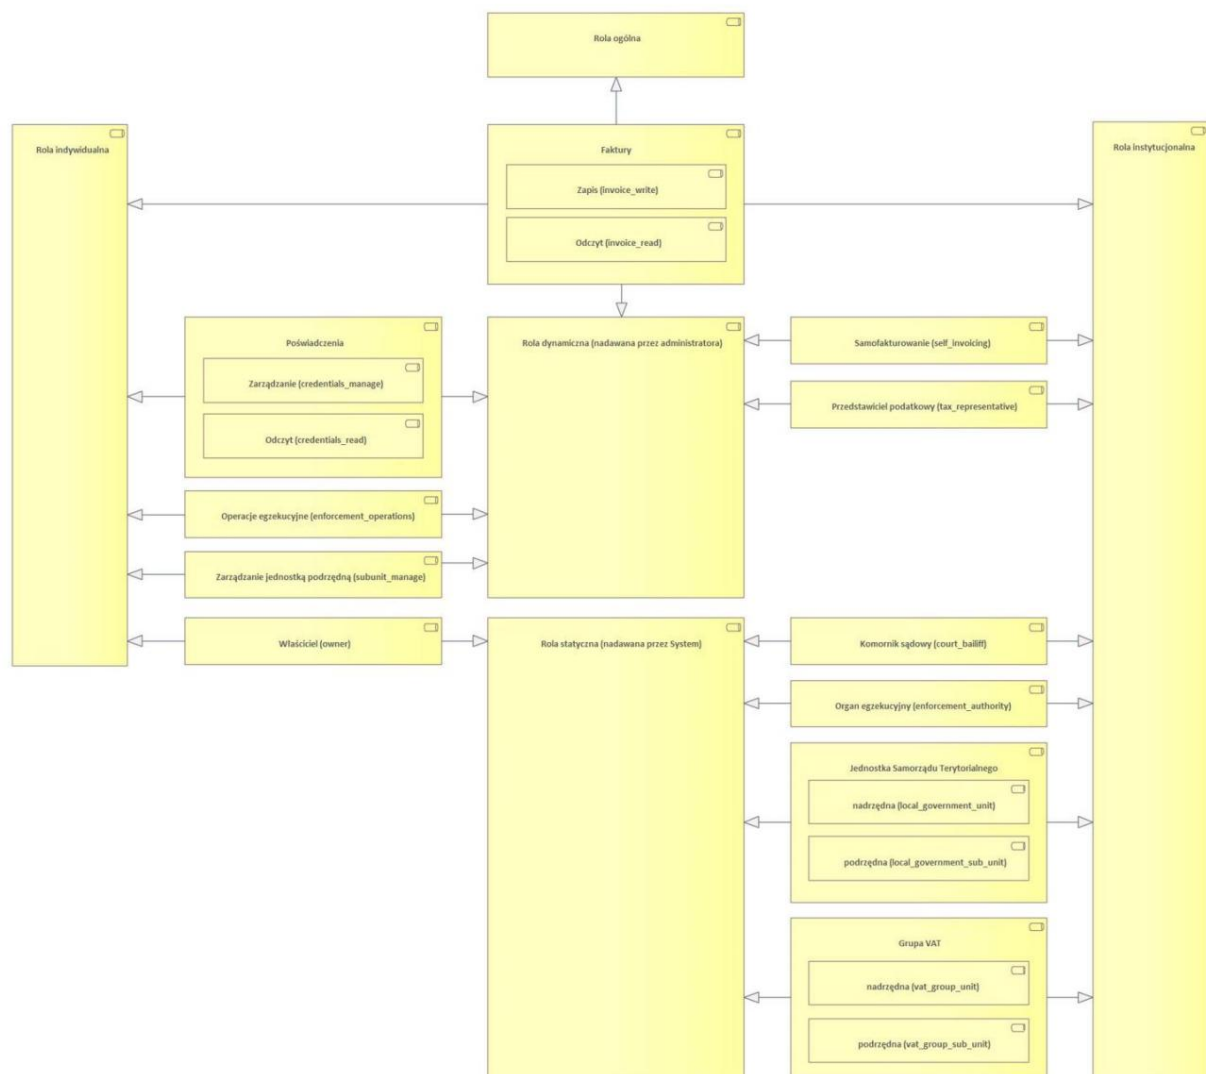 Rola ogólna
Rola indywidualna
Faktury
Rola instytucjonalna
Zapis (invoice_write)
Odczyt (invoice_read)
Poświadczenia
Rola dynamiczna (nadawana przez administratora)
Samofakturowanie (self_invoicing)
Zarządzanie (credentials_manage)
Przedstawiciel podatkowy (tax_representative)
Odczyt (credentials_read)
Operacje egzekucyjne (enforcement_operations)
Zarządzanie jednostką podrzędną (subunit_manage)
Właściciel (owner)
Rola statyczna (nadawana przez System)
Komornik sądowy (court_bailiff)
Organ egzekucyjny (enforcement_authority)
Jednostka Samorządu Terytorialnego
nadrzędna (local_government_unit)
podrzędna (local_government_sub_unit)
Grupa VAT
nadrzędna (vat_group_unit)
podrzędna (vat_group_sub_unit)